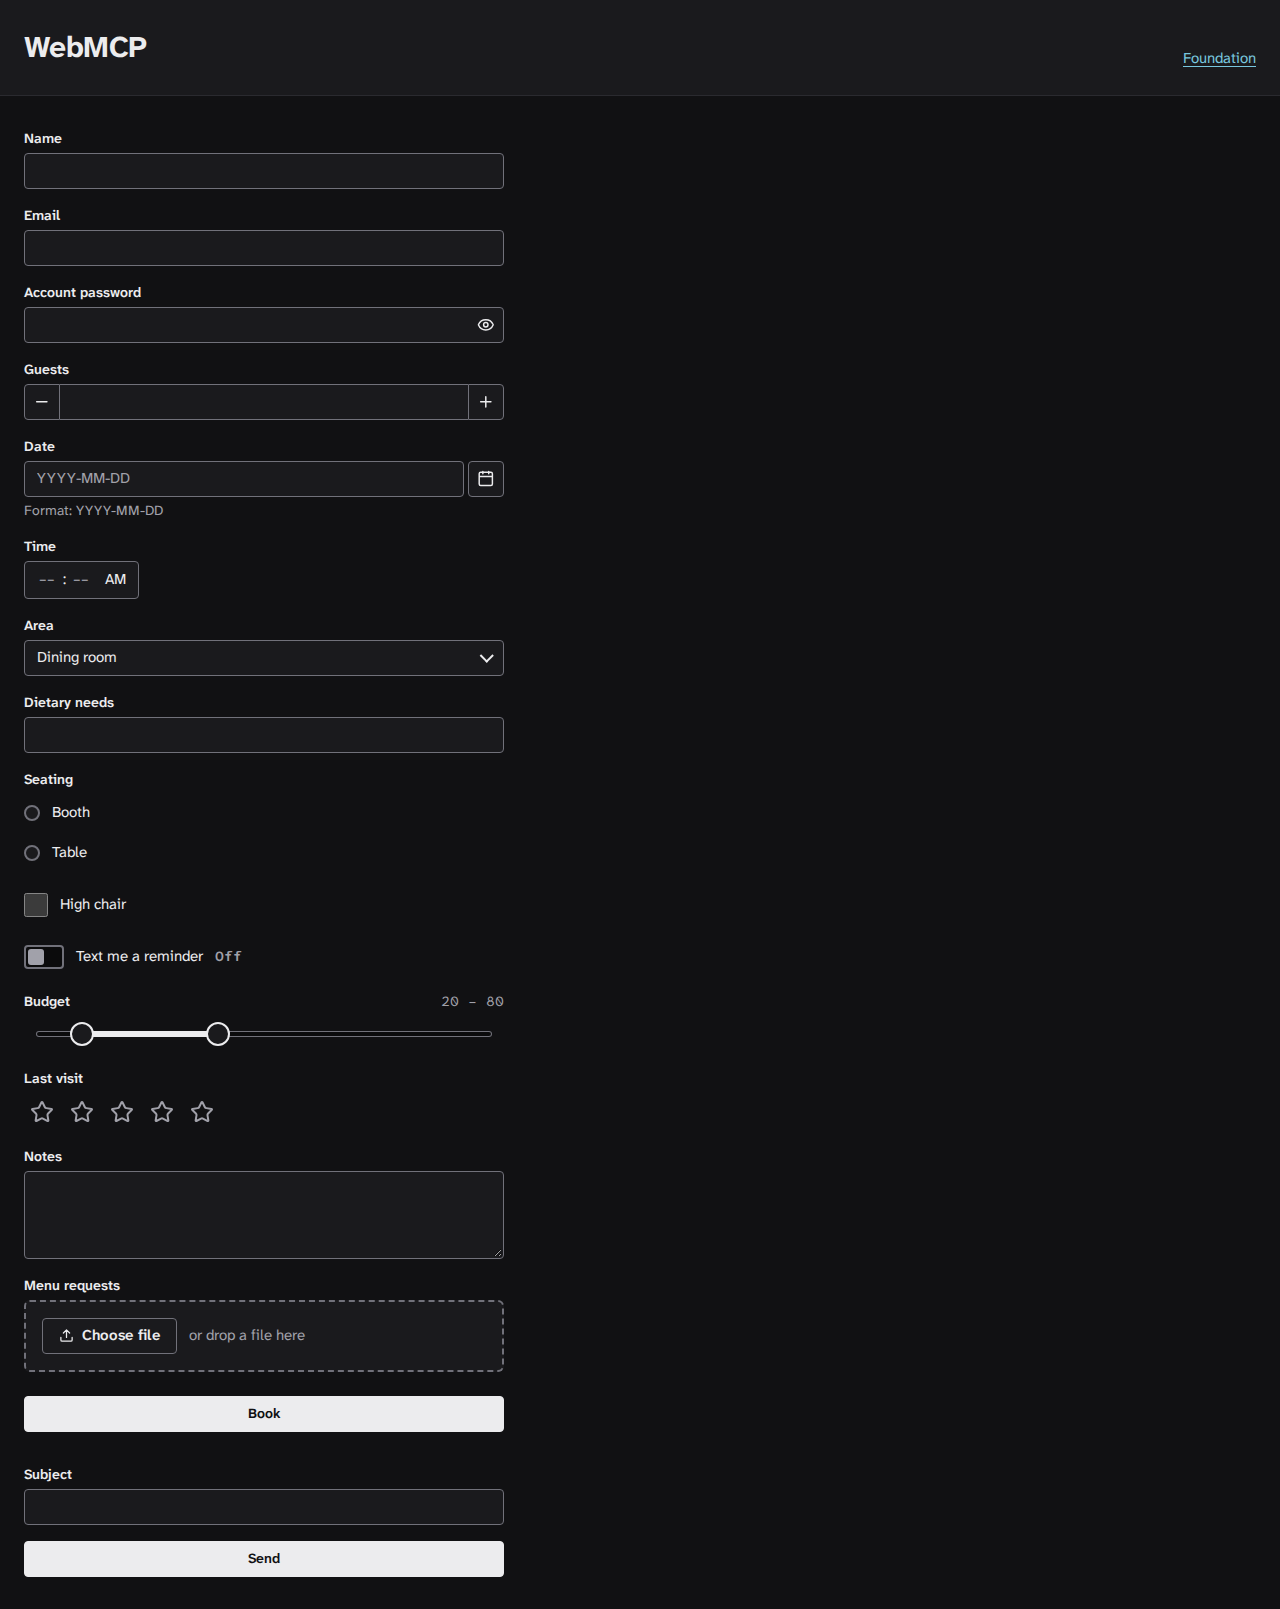 WebMCP
Foundation
Name
Email
Account password
Guests
Date
YYYY-MM-DD
Format: YYYY-MM-DD
Time
-- : -- AM
Area
Dining room
Dietary needs
Seating
Booth
Table
High chair
Text me a reminder Off
Budget 20 – 80
Last visit
Notes
Menu requests
Choose file or drop a file here
Book
Subject
Send